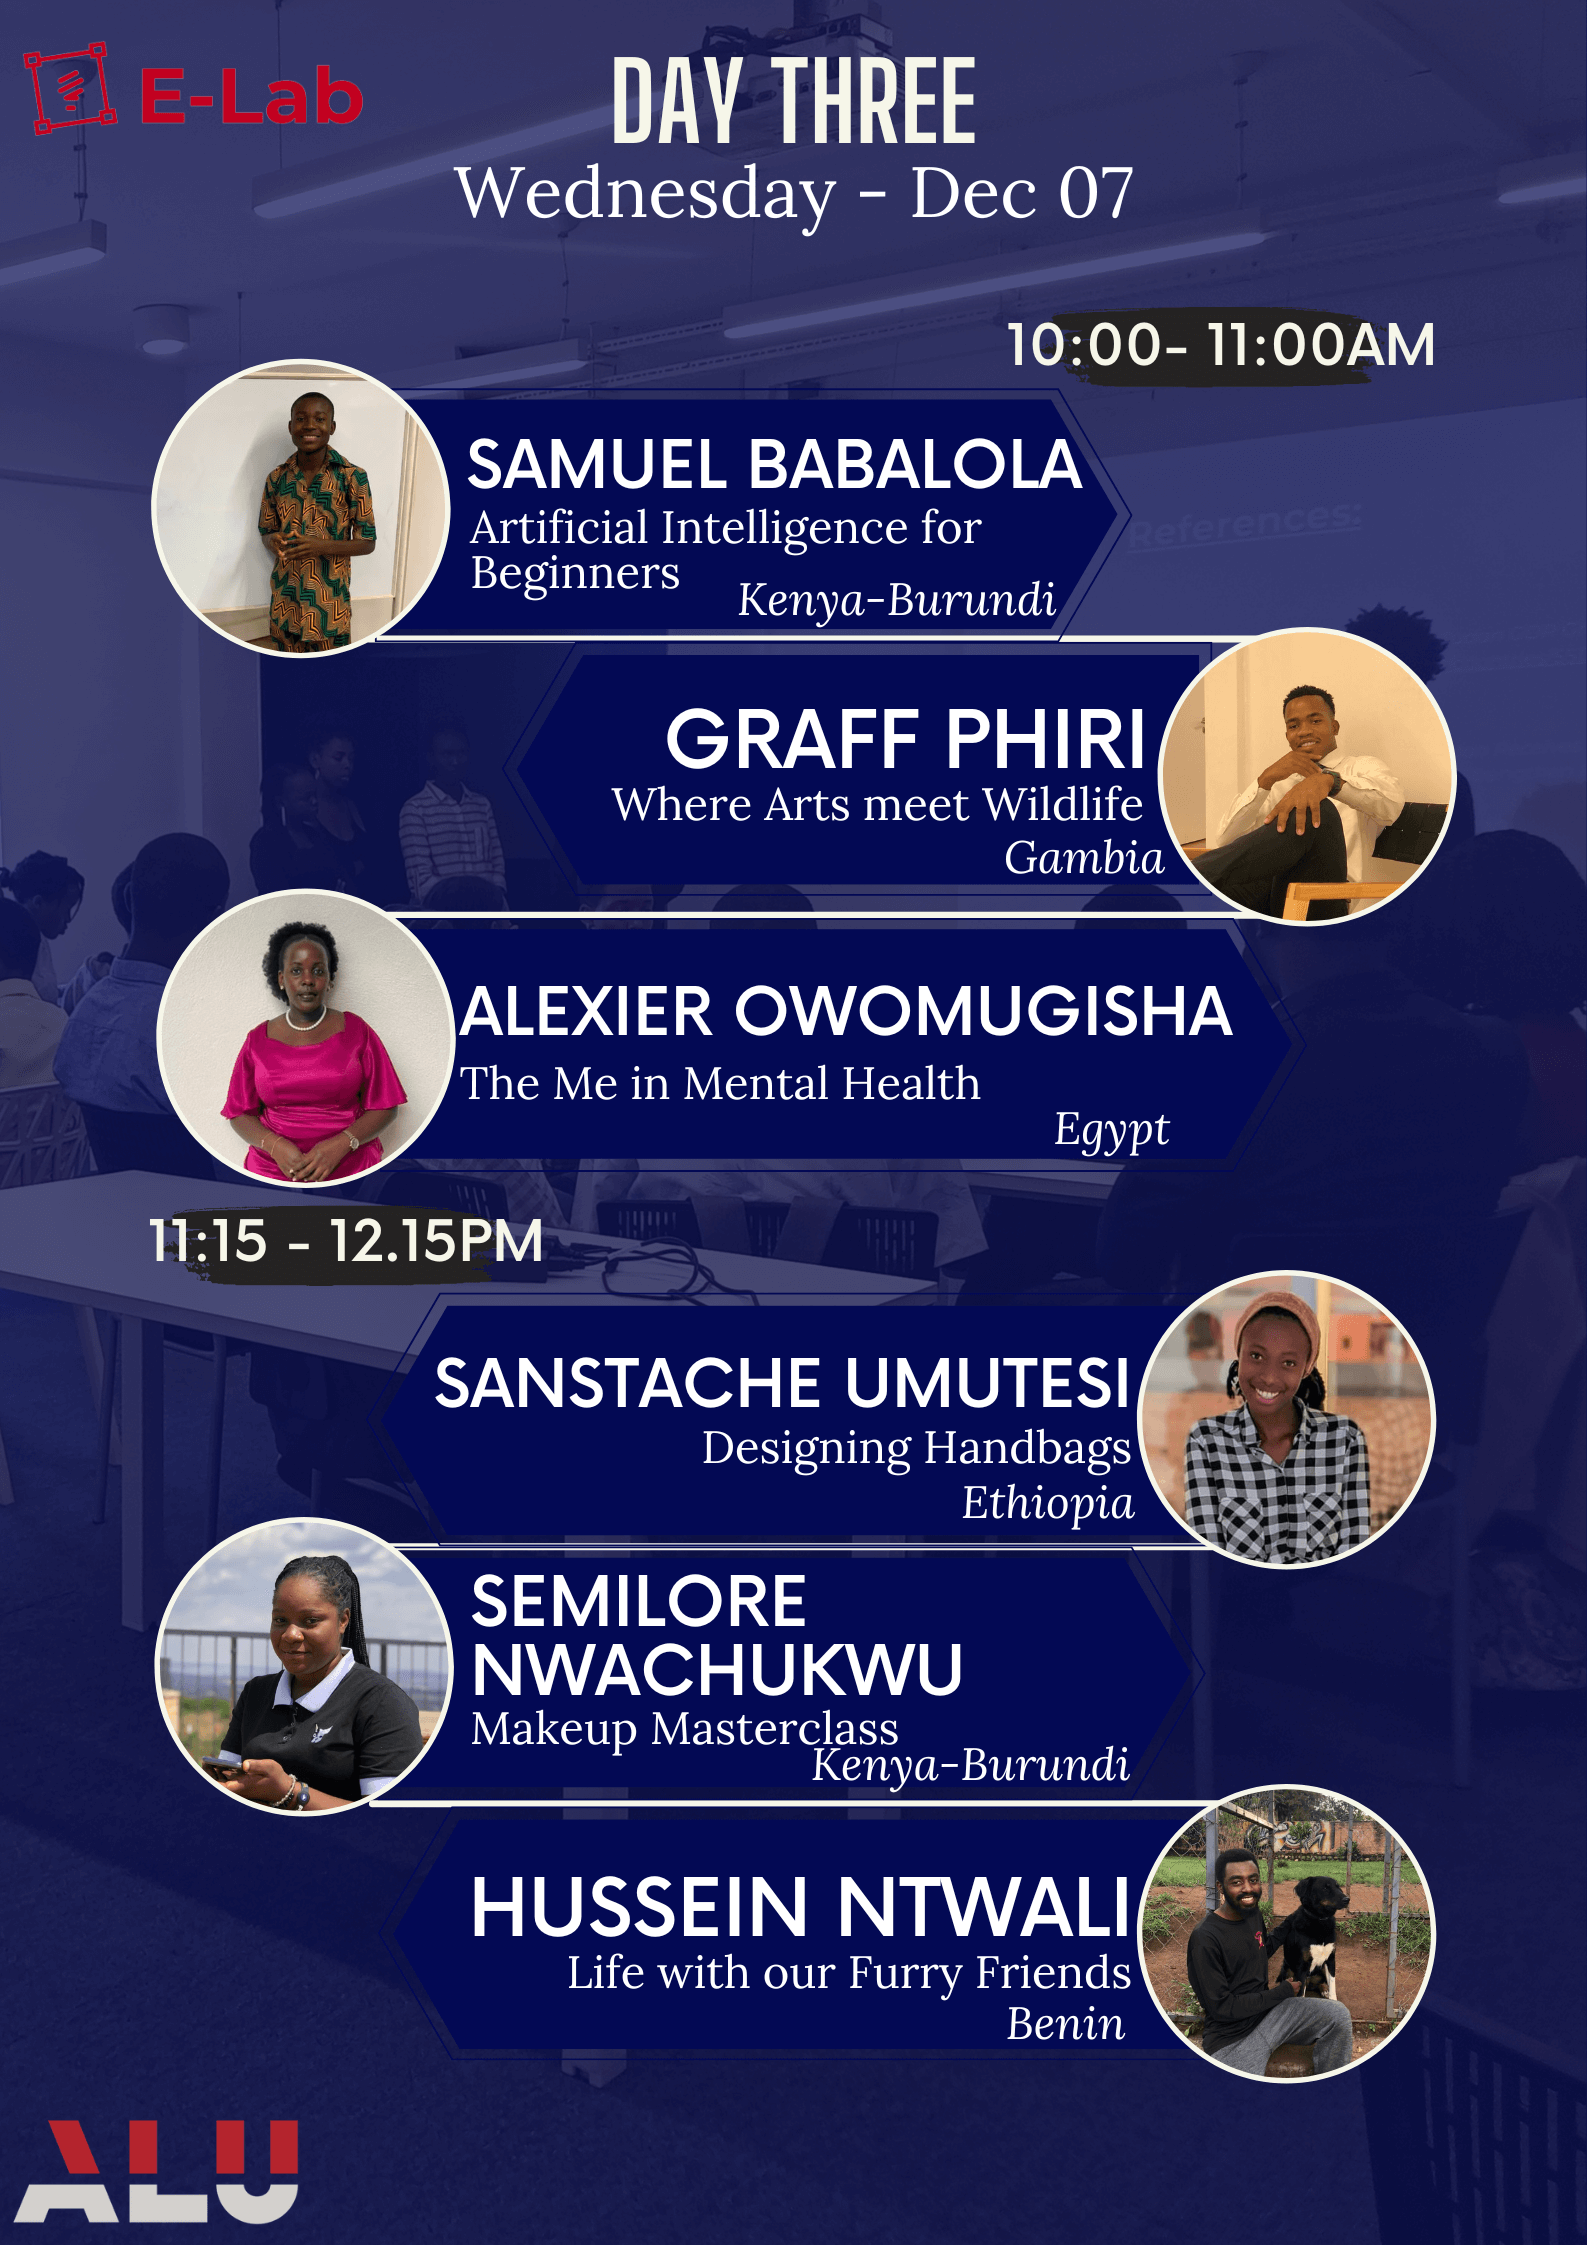 E-Lab
DAY THREE
Wednesday - Dec 07
10:00- 11:00AM
SAMUEL BABALOLA
Artificial Intelligence for
Beginners
Kenya-Burundi
References:
GRAFF PHIRI
Where Arts meet Wildlife
Gambia
ALEXIER OWOMUGISHA
The Me in Mental Health
Egypt
11:15 - 12.15PM
SANSTACHE UMUTESI
Designing Handbags
Ethiopia
SEMILORE
NWACHUKWU
Makeup Masterclass
Kenya-Burundi
HUSSEIN NTWALI
Life with our Furry Friends
Benin
ALU